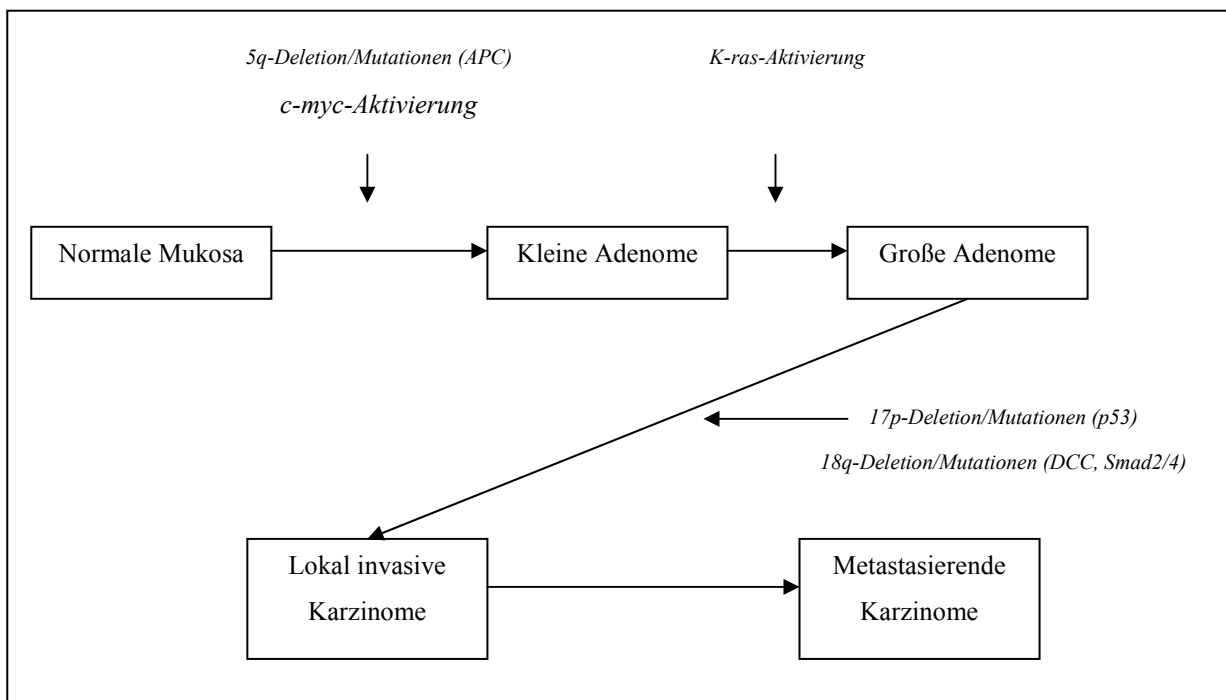 5q-Deletion/Mutationen (APC)
c-myc-Aktivierung
K-ras-Aktivierung
Normale Mukosa
Kleine Adenome
Große Adenome
17p-Deletion/Mutationen (p53)
18q-Deletion/Mutationen (DCC, Smad2/4)
Lokal invasive
Karzinome
Metastasierende
Karzinome